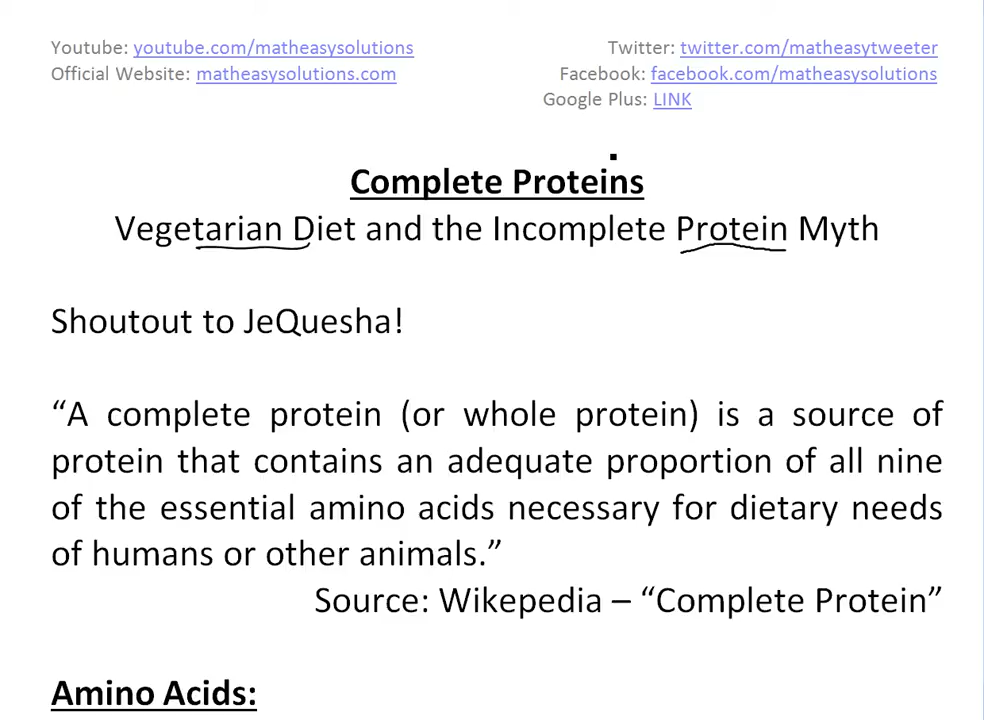 Youtube: youtube.com/matheasysolutions
Twitter: twitter.com/matheasytweeter
Official Website: matheasysolutions.com
Facebook: facebook.com/matheasysolutions
Google Plus: LINK
Complete Proteins
Vegetarian Diet and the Incomplete Protein Myth
Shoutout to JeQuesha!
“A complete protein (or whole protein) is a source of
protein that contains an adequate proportion of all nine
of the essential amino acids necessary for dietary needs
of humans or other animals.”
Source: Wikepedia – “Complete Protein”
Amino Acids: